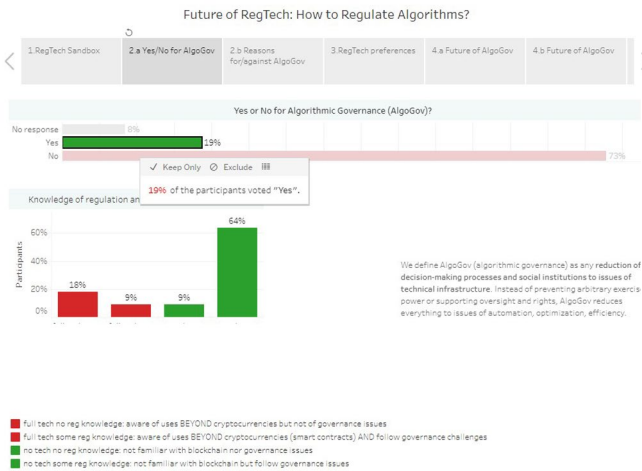 Future of RegTech: How to Regulate Algorithms?
1.RegTech Sandbox
2.a Yes/No for AlgoGov
2.b Reasons
for/against AlgoGov
3.RegTech preferences
4.a Future of AlgoGov
4.b Future of AlgoGov
Yes or No for Algorithmic Governance (AlgoGov)?
No response
8%
Yes
19%
No
73%
Keep Only
Exclude
19% of the participants voted "Yes".
Knowledge of regulation an
Participants
60%
40%
20%
0%
18%
9%
9%
64%
We define AlgoGov (algorithmic governance) as any reduction of
decision-making processes and social institutions to issues of
technical infrastructure. Instead of preventing arbitrary exercis
power or supporting oversight and rights, AlgoGov reduces
everything to issues of automation, optimization, efficiency.
full tech no reg knowledge: aware of uses BEYOND cryptocurrencies but not of governance issues
full tech some reg knowledge: aware of uses BEYOND cryptocurrencies (smart contracts) AND follow governance challenges
no tech no reg knowledge: not familiar with blockchain nor governance issues
no tech some reg knowledge: not familiar with blockchain but follow governance issues